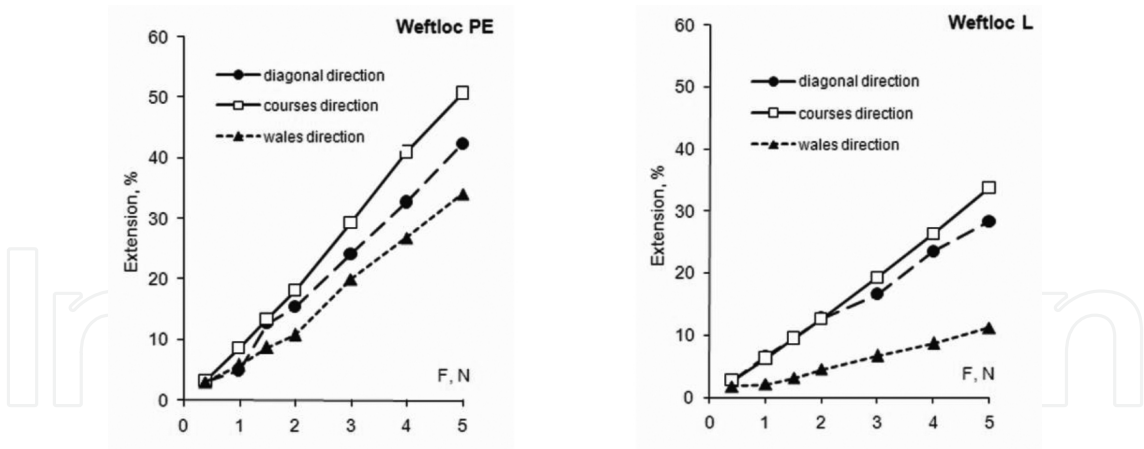 Weftloc PE
60
diagonal direction
50
courses direction
wales direction
40
Extension, %
30
20
10
F, N
0
0 1 2 3 4 5
Weftloc L
60
diagonal direction
50
courses direction
wales direction
40
Extension, %
30
20
10
F, N
0
0 1 2 3 4 5